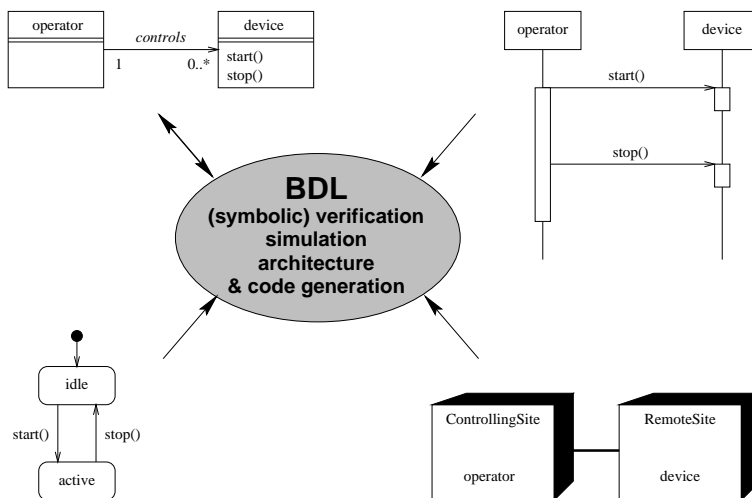 operator
device
controls
1
0..*
start()
stop()
operator
device
start()
stop()
BDL
(symbolic) verification
simulation
architecture
& code generation
idle
start()
stop()
active
ControllingSite
RemoteSite
operator
device